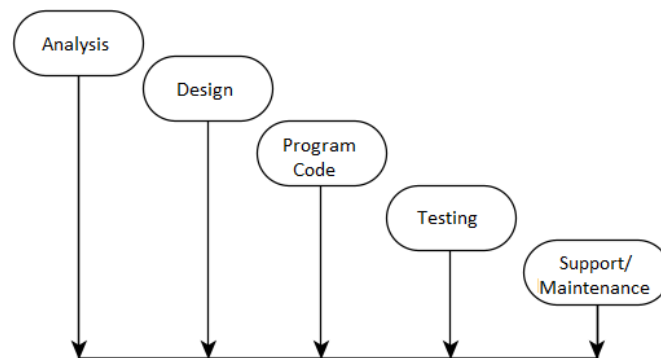 Analysis
Design
Program
Code
Testing
Support/
Maintenance